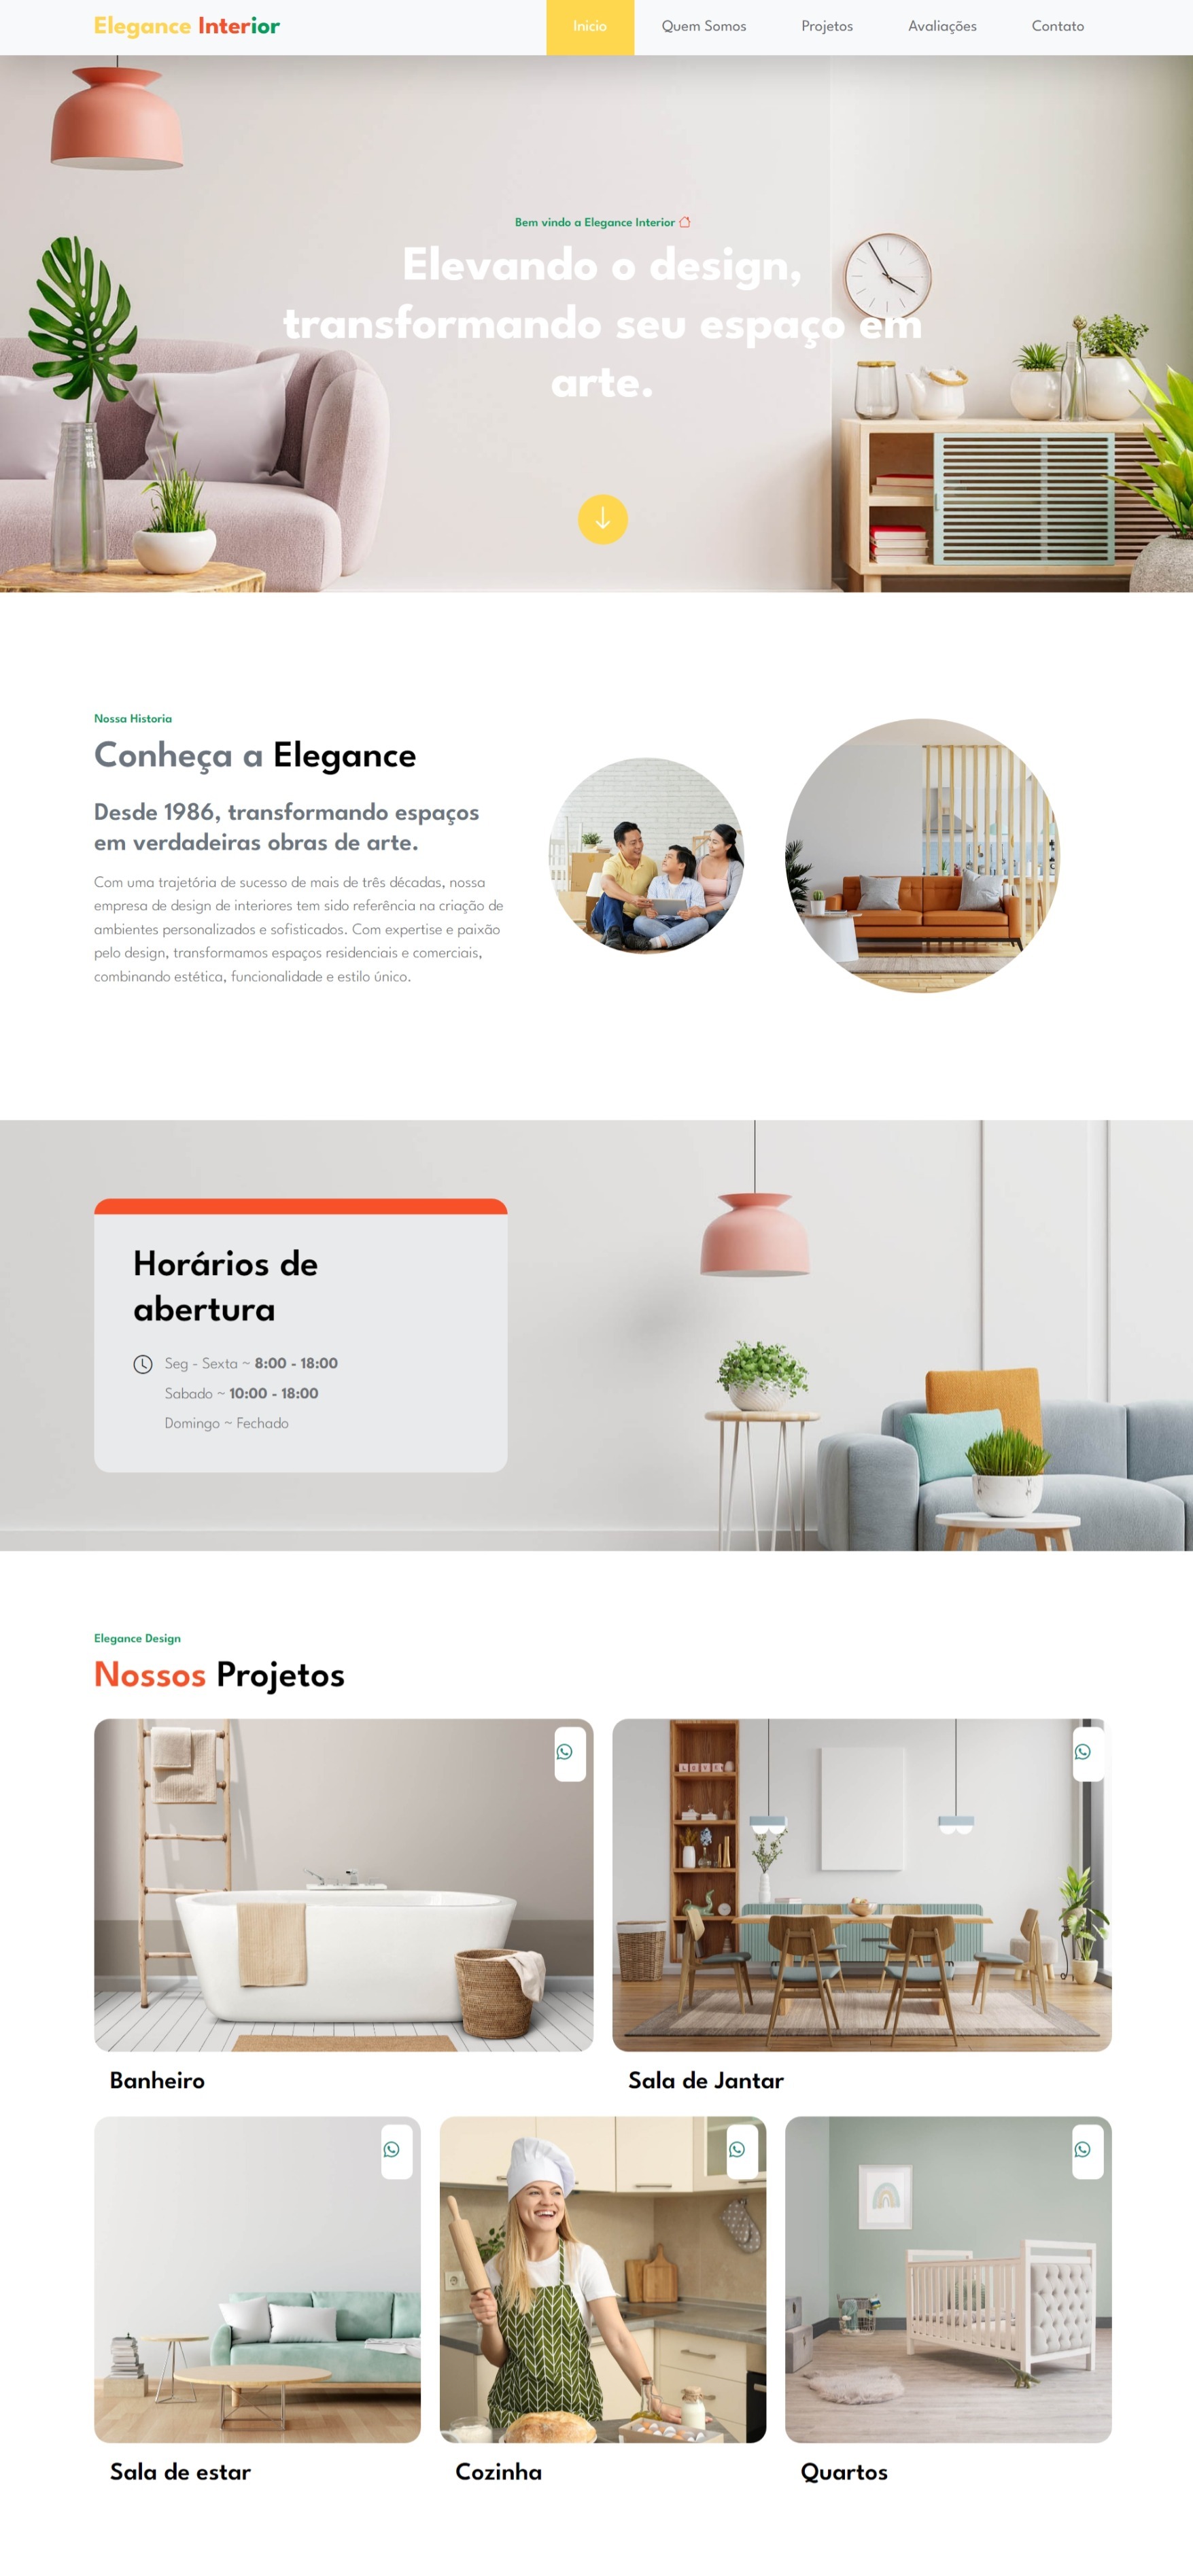 Elegance Interior
Inicio
Quem Somos
Projetos
Avaliações
Contato
Bem vindo a Elegance Interior
Elevando o design,
transformando seu espaço em
arte.
Nossa Historia
Conheça a Elegance
Desde 1986, transformando espaços
em verdadeiras obras de arte.
Com uma trajetória de sucesso de mais de três décadas, nossa
empresa de design de interiores tem sido referência na criação de
ambientes personalizados e sofisticados. Com expertise e paixão
pelo design, transformamos espaços residenciais e comerciais,
combinando estética, funcionalidade e estilo único.
Horários de
abertura
Seg - Sexta ~ 8:00 - 18:00
Sabado ~ 10:00 - 18:00
Domingo ~ Fechado
Elegance Design
Nossos Projetos
Banheiro
Sala de Jantar
Sala de estar
Cozinha
Quartos